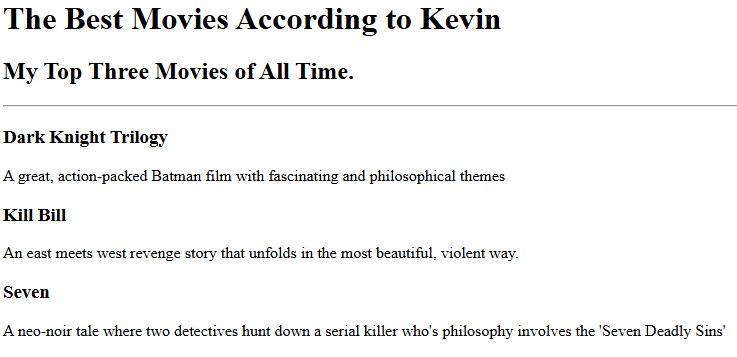 The Best Movies According to Kevin
My Top Three Movies of All Time.
Dark Knight Trilogy
A great, action-packed Batman film with fascinating and philosophical themes
Kill Bill
An east meets west revenge story that unfolds in the most beautiful, violent way.
Seven
A neo-noir tale where two detectives hunt down a serial killer who's philosophy involves the 'Seven Deadly Sins'